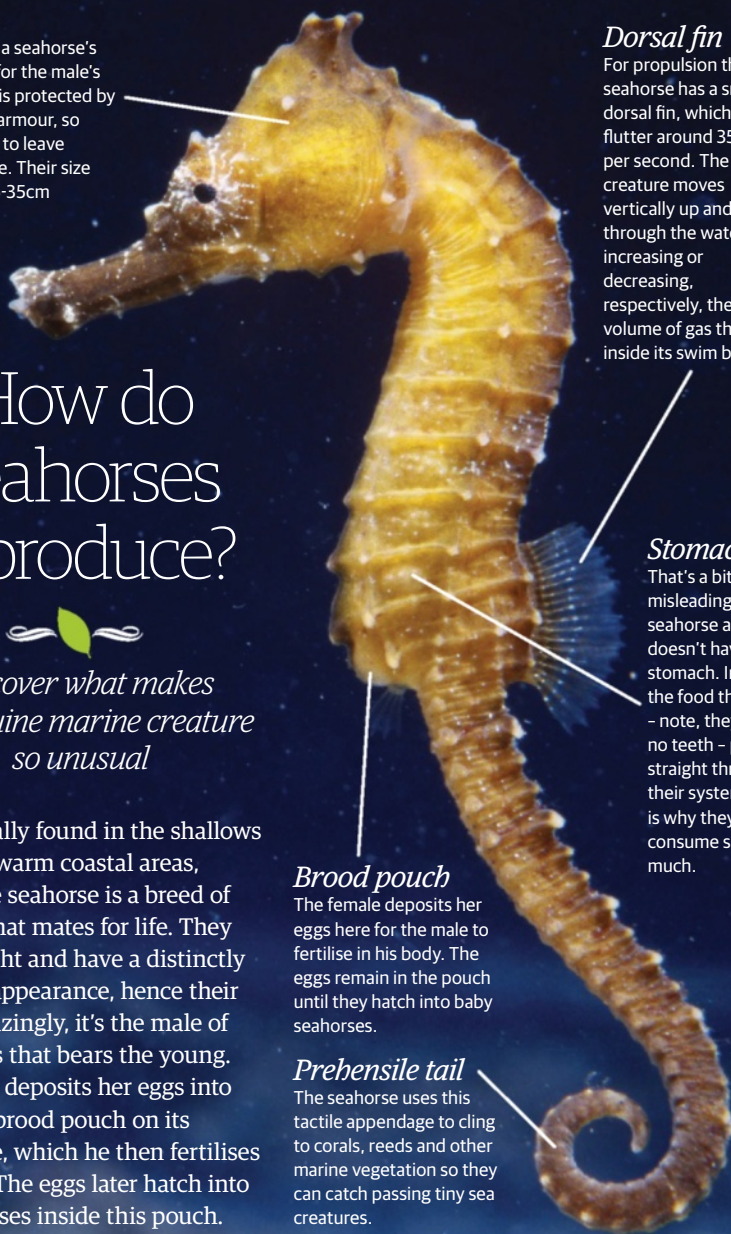 a seahorse's
for the male's
is protected by
armour, so
to leave
e. Their size
-35cm
Dorsal fin
For propulsion th
seahorse has a s
dorsal fin, which
flutter around 35
per second. The
creature moves
vertically up and
through the wat
increasing or
decreasing,
respectively, the
volume of gas th
inside its swim b
How do
eahorses
produce?
cover what makes
uine marine creature
so unusual
ally found in the shallows
warm coastal areas,
e seahorse is a breed of
hat mates for life. They
ht and have a distinctly
appearance, hence their
zingly, it's the male of
s that bears the young.
deposits her eggs into
brood pouch on its
e, which he then fertilises
The eggs later hatch into
ses inside this pouch.
Stomac
That's a bit
misleading
seahorse a
doesn't hav
stomach. I
the food th
– note, the
no teeth – p
straight thr
their syster
is why they
consume s
much.
Brood pouch
The female deposits her
eggs here for the male to
fertilise in his body. The
eggs remain in the pouch
until they hatch into baby
seahorses.
Prehensile tail
The seahorse uses this
tactile appendage to cling
to corals, reeds and other
marine vegetation so they
can catch passing tiny sea
creatures.